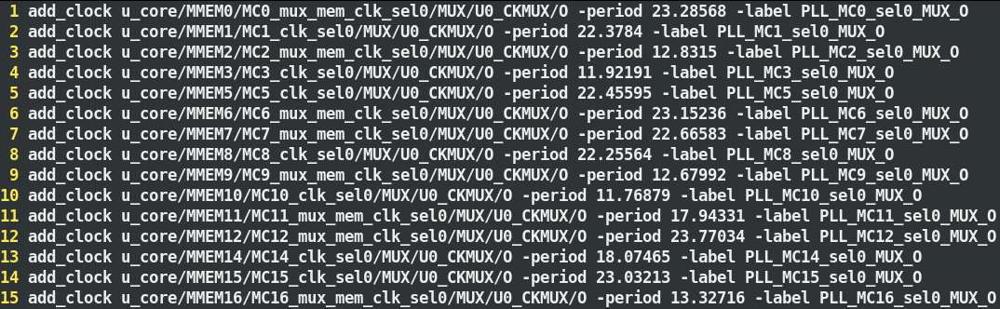 1 add_clock u_core/MMEM0/MC0_mux_mem_clk_sel0/MUX/U0_CKMUX/O -period 23.28568 -label PLL_MC0_sel0_MUX_O
2 add_clock u_core/MMEM1/MC1_clk_sel0/MUX/U0_CKMUX/O -period 22.3784 -label PLL_MC1_sel0_MUX_O
3 add_clock u_core/MMEM2/MC2_mux_mem_clk_sel0/MUX/U0_CKMUX/O -period 12.8315 -label PLL_MC2_sel0_MUX_O
4 add_clock u_core/MMEM3/MC3_clk_sel0/MUX/U0_CKMUX/O -period 11.92191 -label PLL_MC3_sel0_MUX_O
5 add_clock u_core/MMEM5/MC5_clk_sel0/MUX/U0_CKMUX/O -period 22.45595 -label PLL_MC5_sel0_MUX_O
6 add_clock u_core/MMEM6/MC6_mux_mem_clk_sel0/MUX/U0_CKMUX/O -period 23.15236 -label PLL_MC6_sel0_MUX_O
7 add_clock u_core/MMEM7/MC7_mux_mem_clk_sel0/MUX/U0_CKMUX/O -period 22.66583 -label PLL_MC7_sel0_MUX_O
8 add_clock u_core/MMEM8/MC8_clk_sel0/MUX/U0_CKMUX/O -period 22.25564 -label PLL_MC8_sel0_MUX_O
9 add_clock u_core/MMEM9/MC9_mux_mem_clk_sel0/MUX/U0_CKMUX/O -period 12.67992 -label PLL_MC9_sel0_MUX_O
10 add_clock u_core/MMEM10/MC10_clk_sel0/MUX/U0_CKMUX/O -period 11.76879 -label PLL_MC10_sel0_MUX_O
11 add_clock u_core/MMEM11/MC11_mux_mem_clk_sel0/MUX/U0_CKMUX/O -period 17.94331 -label PLL_MC11_sel0_MUX_O
12 add_clock u_core/MMEM12/MC12_mux_mem_clk_sel0/MUX/U0_CKMUX/O -period 23.77034 -label PLL_MC12_sel0_MUX_O
13 add_clock u_core/MMEM14/MC14_clk_sel0/MUX/U0_CKMUX/O -period 18.07465 -label PLL_MC14_sel0_MUX_O
14 add_clock u_core/MMEM15/MC15_clk_sel0/MUX/U0_CKMUX/O -period 23.03213 -label PLL_MC15_sel0_MUX_O
15 add_clock u_core/MMEM16/MC16_mux_mem_clk_sel0/MUX/U0_CKMUX/O -period 13.32716 -label PLL_MC16_sel0_MUX_O